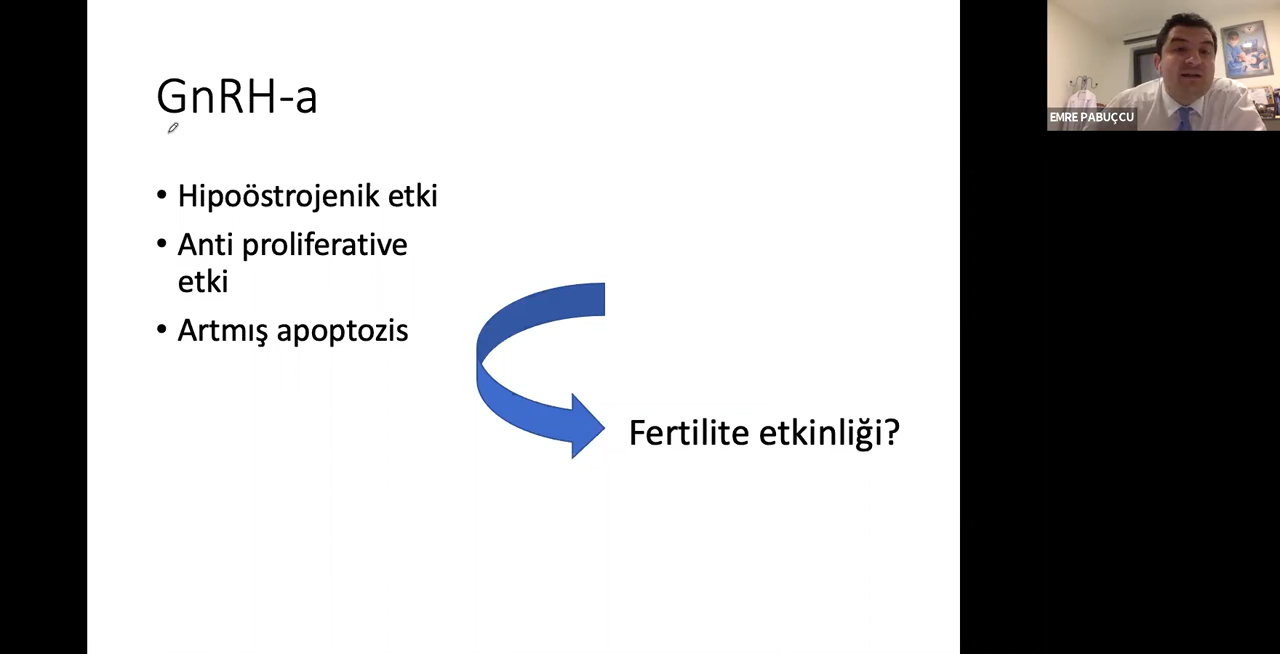 GnRH-a
• Hipoöstrojenik etki
• Anti proliferative
etki
• Artmış apoptozis
Fertilite etkinliği?
EMRE PABUÇCU